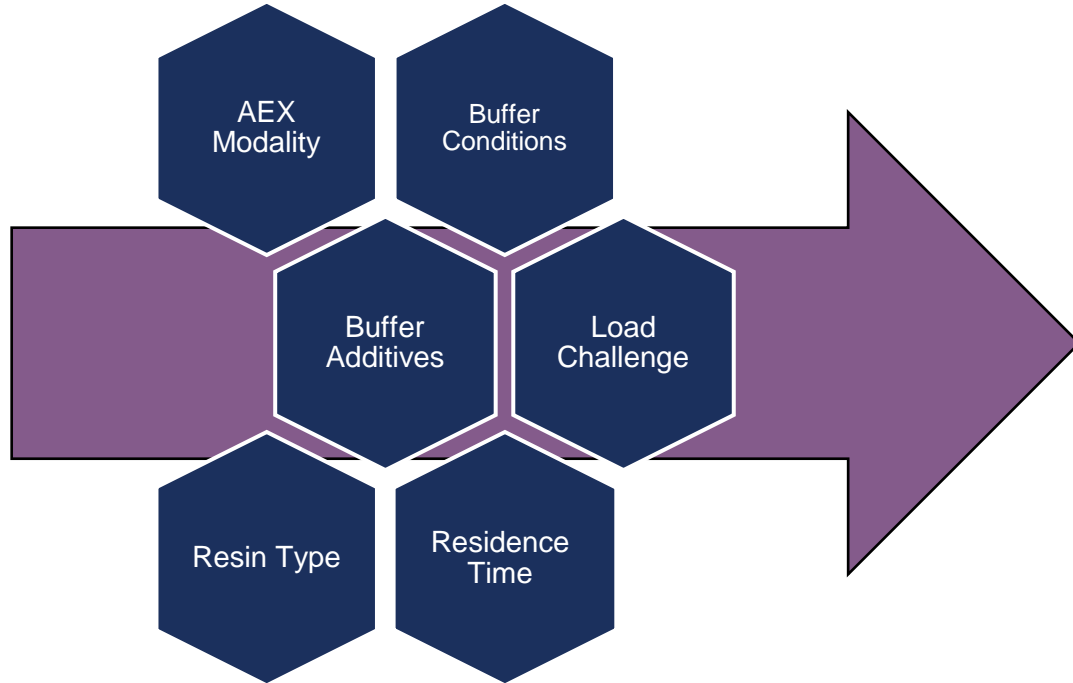 AEX
Modality
Buffer
Conditions
Buffer
Additives
Load
Challenge
Resin Type
Residence
Time